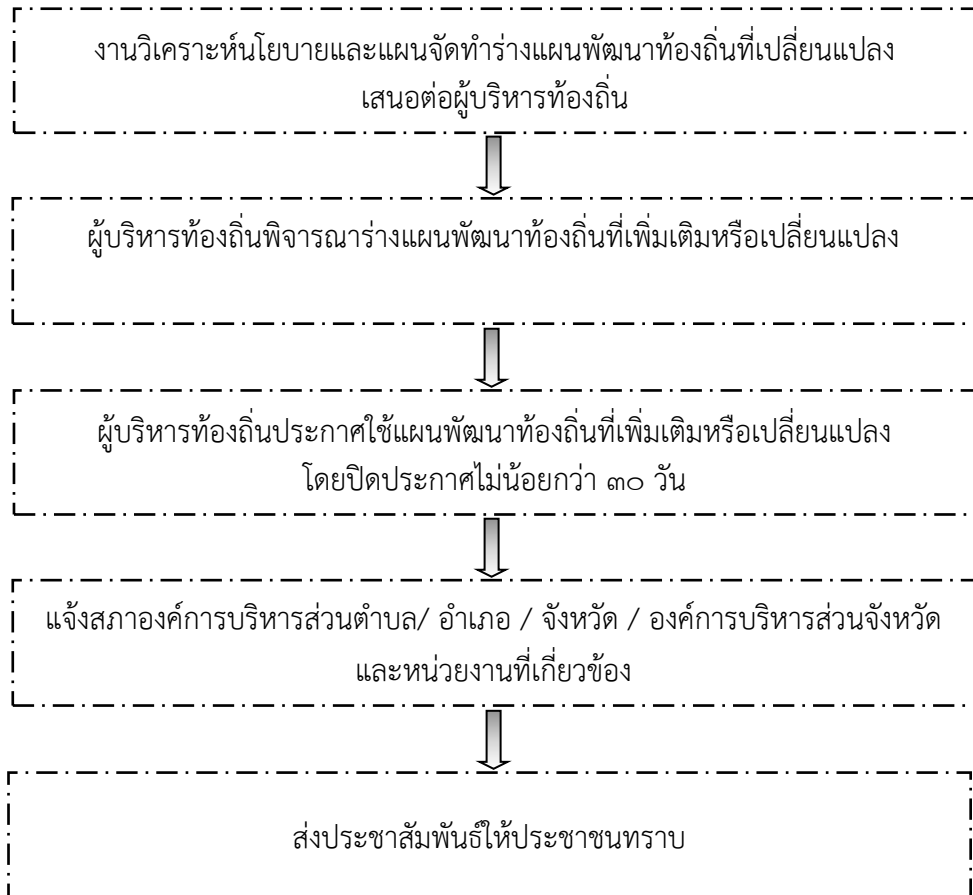 งานวิเคราะห์นโยบายและแผนจัดทำร่างแผนพัฒนาท้องถิ่นที่เปลี่ยนแปลง
เสนอต่อผู้บริหารท้องถิ่น
ผู้บริหารท้องถิ่นพิจารณาร่างแผนพัฒนาท้องถิ่นที่เพิ่มเติมหรือเปลี่ยนแปลง
ผู้บริหารท้องถิ่นประกาศใช้แผนพัฒนาท้องถิ่นที่เพิ่มเติมหรือเปลี่ยนแปลง
โดยปิดประกาศไม่น้อยกว่า ๓๐ วัน
แจ้งสภาองค์การบริหารส่วนตำบล/ อำเภอ / จังหวัด / องค์การบริหารส่วนจังหวัด
และหน่วยงานที่เกี่ยวข้อง
ส่งประชาสัมพันธ์ให้ประชาชนทราบ